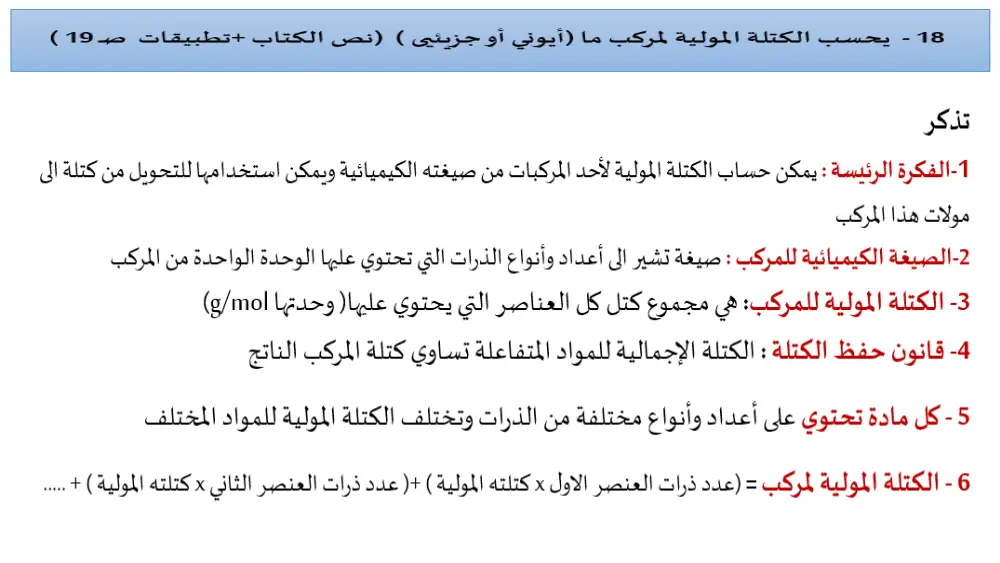 18 - يحسب الكتلة المولية لمركب ما (أيوني أو جزيئي ) (نص الكتاب +تطبيقات صـ 19 )
تذكر
1-الفكرة الرئيسة : يمكن حساب الكتلة المولية لأحد المركبات من صيغته الكيميائية ويمكن استخدامها للتحويل من كتلة الى
مولات هذا المركب
2-الصيغة الكيميائية للمركب : صيغة تشير الى أعداد وأنواع الذرات التي تحتوي عليها الوحدة الواحدة من المركب
3- الكتلة المولية للمركب: هي مجموع كتل كل العناصر التي يحتوي عليها( وحدتها g/mol)
4- قانون حفظ الكتلة : الكتلة الإجمالية للمواد المتفاعلة تساوي كتلة المركب الناتج
5 - كل مادة تحتوي على أعداد وأنواع مختلفة من الذرات وتختلف الكتلة المولية للمواد المختلف
6 - الكتلة المولية لمركب = (عدد ذرات العنصر الاول x كتلته المولية ) +( عدد ذرات العنصر الثاني x كتلته المولية ) + .....